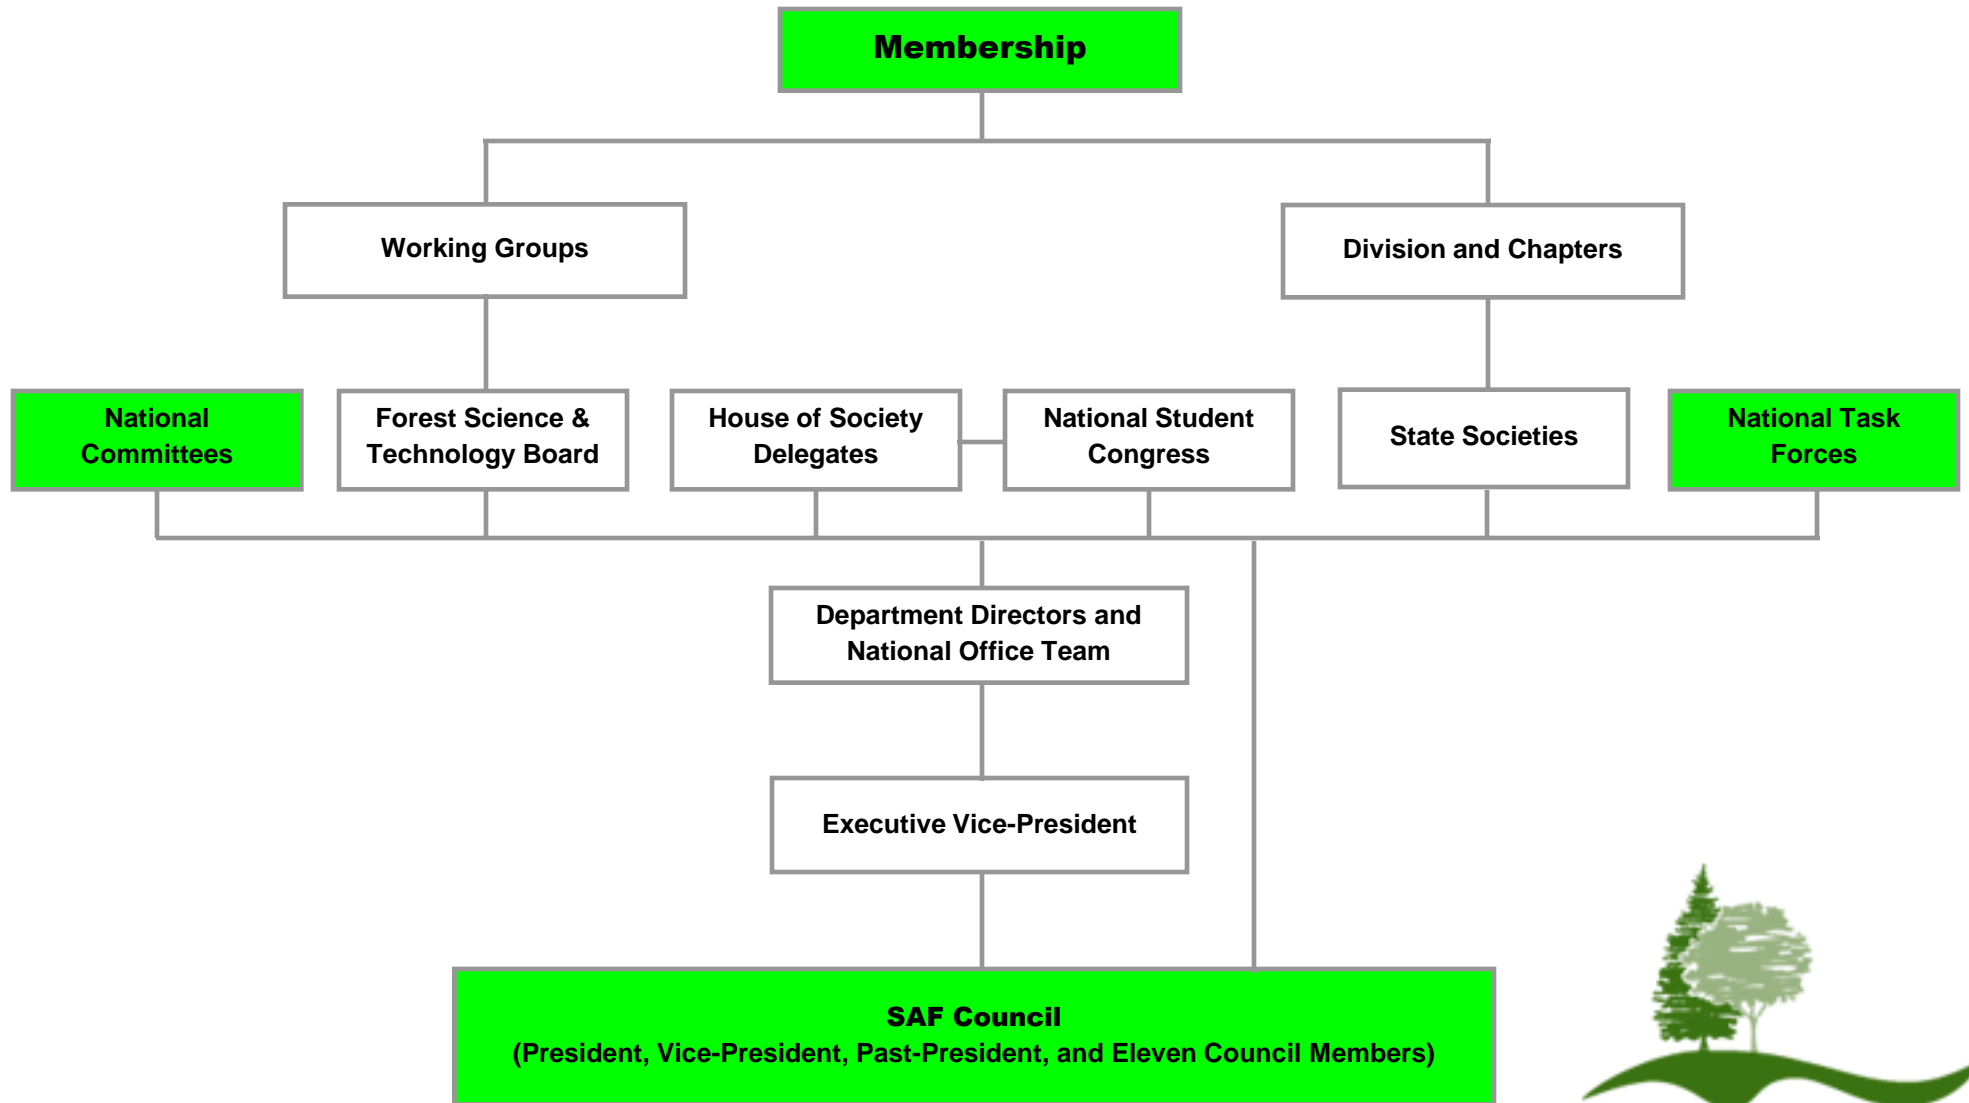 Membership
Working Groups
Division and Chapters
National
Committees
Forest Science &
Technology Board
House of Society
Delegates
National Student
Congress
State Societies
National Task
Forces
Department Directors and
National Office Team
Executive Vice-President
SAF Council
(President, Vice-President, Past-President, and Eleven Council Members)